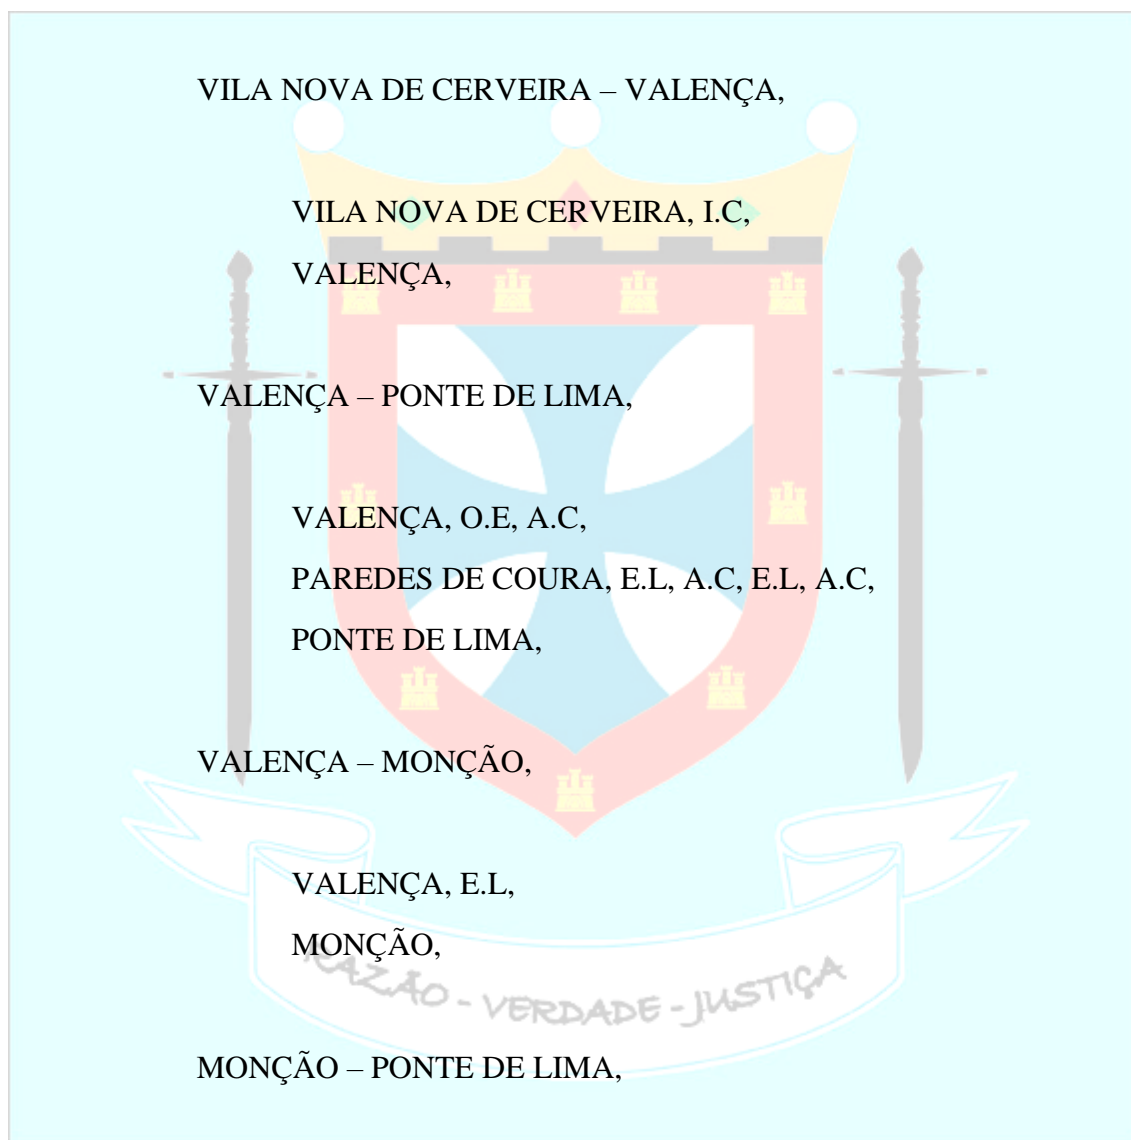 VILA NOVA DE CERVEIRA – VALENÇA,
VILA NOVA DE CERVEIRA, I.C,
VALENÇA,
VALENÇA – PONTE DE LIMA,
VALENÇA, O.E, A.C,
PAREDES DE COURA, E.L, A.C, E.L, A.C,
PONTE DE LIMA,
VALENÇA – MONÇÃO,
VALENÇA, E.L,
MONÇÃO,
RAZÃO - VERDADE - JUSTIÇA
MONÇÃO – PONTE DE LIMA,